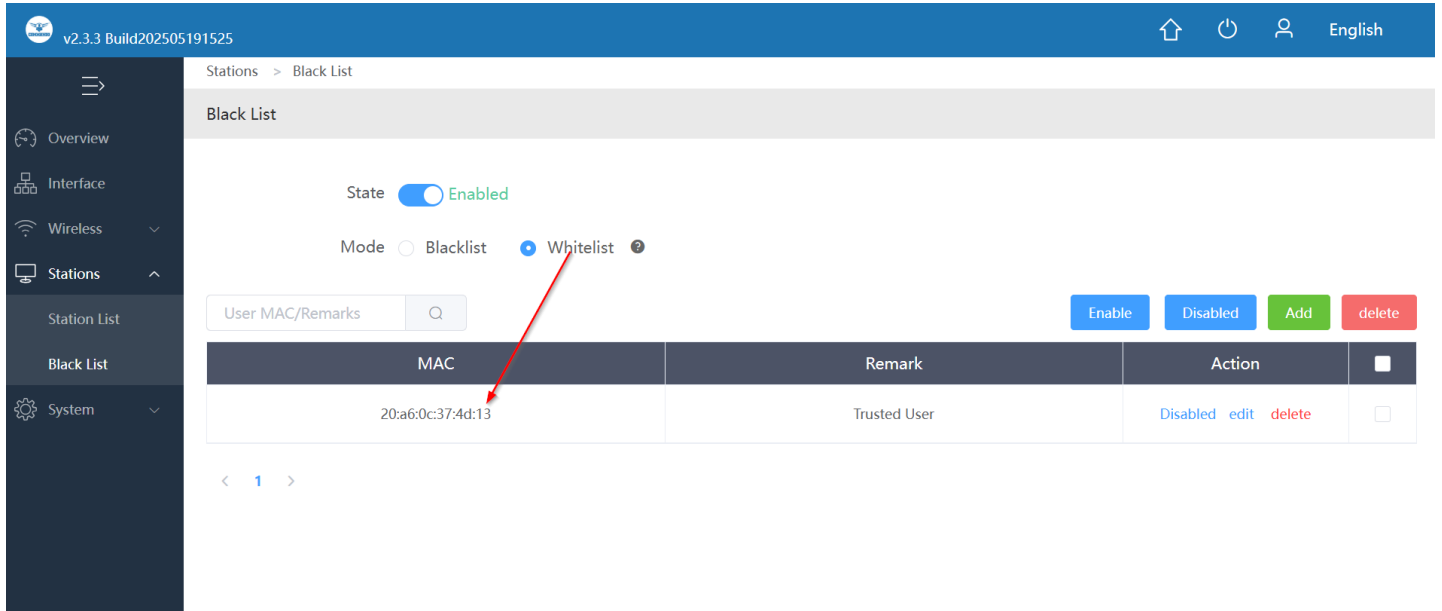 v2.3.3 Build202505191525
English
Stations > Black List
Black List
Overview
Interface
Wireless
Stations
Station List
Black List
System
State Enabled
Mode Blacklist Whitelist ?
User MAC/Remarks
Enable Disabled Add delete
MAC Remark Action
20:a6:0c:37:4d:13 Trusted User Disabled edit delete
< 1 >